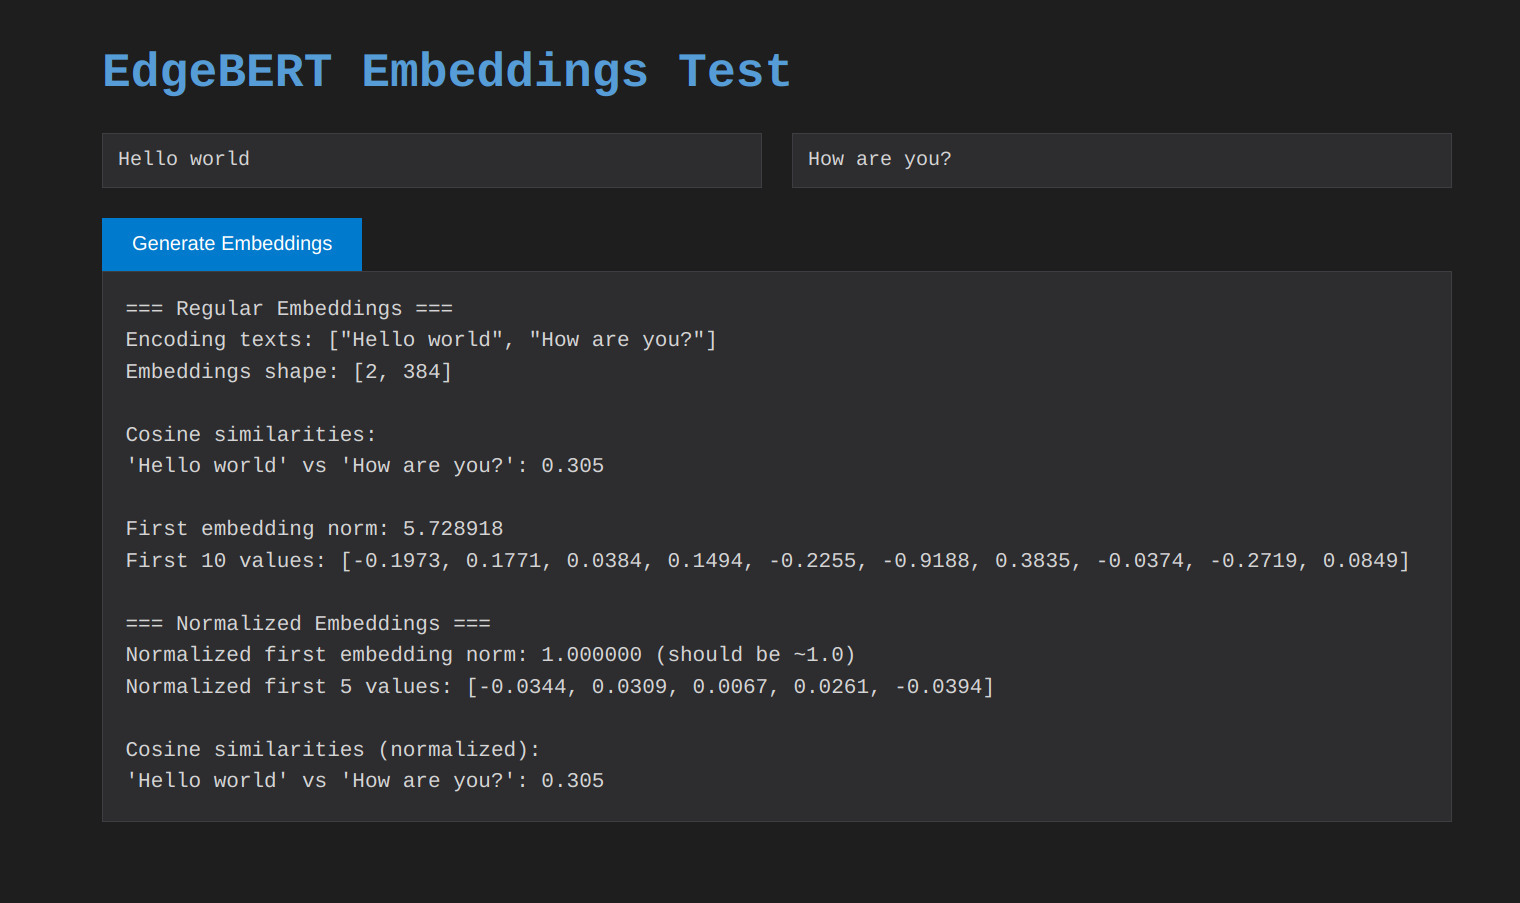 EdgeBERT Embeddings Test
Hello world
How are you?
Generate Embeddings
=== Regular Embeddings ===
Encoding texts: ["Hello world", "How are you?"]
Embeddings shape: [2, 384]
Cosine similarities:
'Hello world' vs 'How are you?': 0.305
First embedding norm: 5.728918
First 10 values: [-0.1973, 0.1771, 0.0384, 0.1494, -0.2255, -0.9188, 0.3835, -0.0374, -0.2719, 0.0849]
=== Normalized Embeddings ===
Normalized first embedding norm: 1.000000 (should be ~1.0)
Normalized first 5 values: [-0.0344, 0.0309, 0.0067, 0.0261, -0.0394]
Cosine similarities (normalized):
'Hello world' vs 'How are you?': 0.305